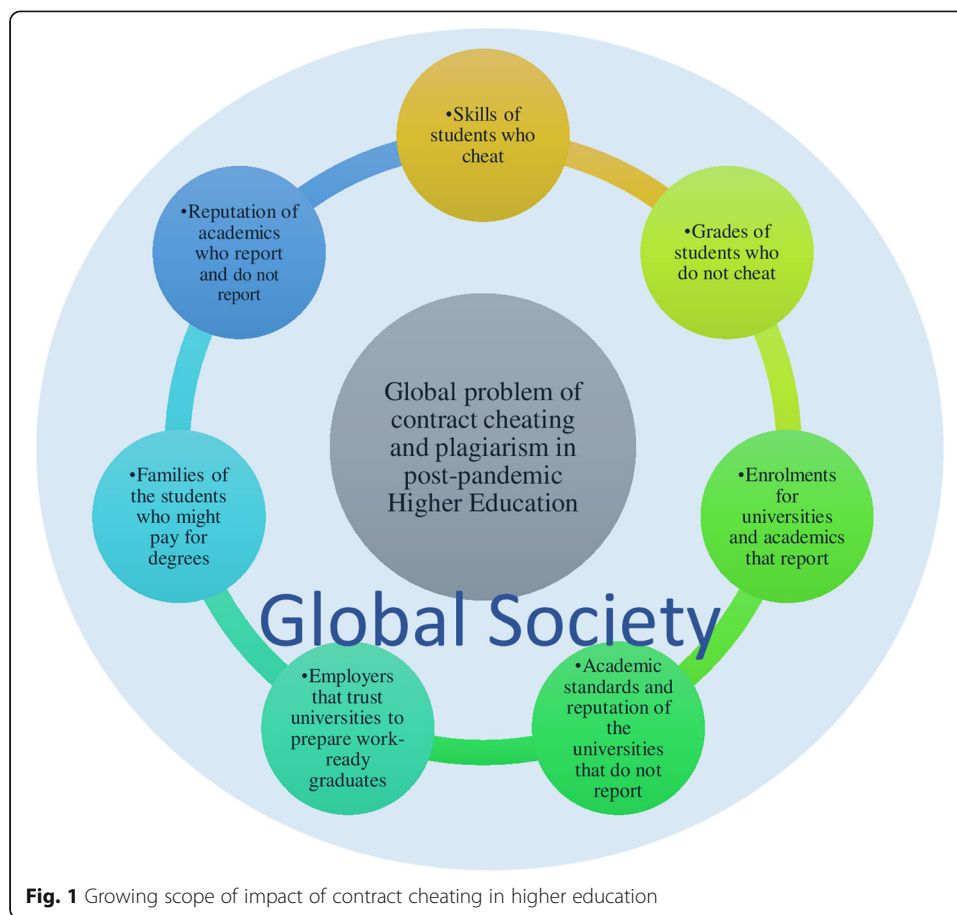 •Skills of
students who
cheat
•Grades of
students who
do not cheat
•Enrolments
for
universities
and academics
that report
•Academic
standards and
reputation of
the
universities
that do not
report
•Employers
that trust
universities to
prepare work-
ready
graduates
•Families of
the students
who might
pay for
degrees
•Reputation of
academics
who report
and do not
report
Global problem of
contract cheating
and plagiarism in
post-pandemic
Higher Education
Global Society
Fig. 1 Growing scope of impact of contract cheating in higher education